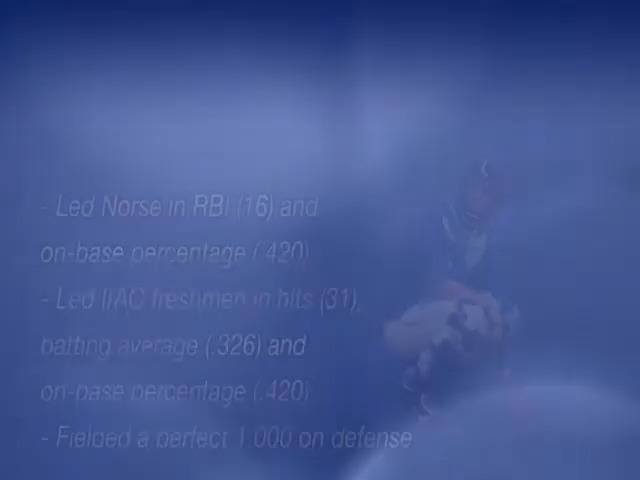 - Led Norse in RBI (16) and
on-base percentage (.420)
- Led IIAC freshmen in hits (31),
batting average (.326) and
on-base percentage (.420)
- Fielded a perfect 1.000 on defense